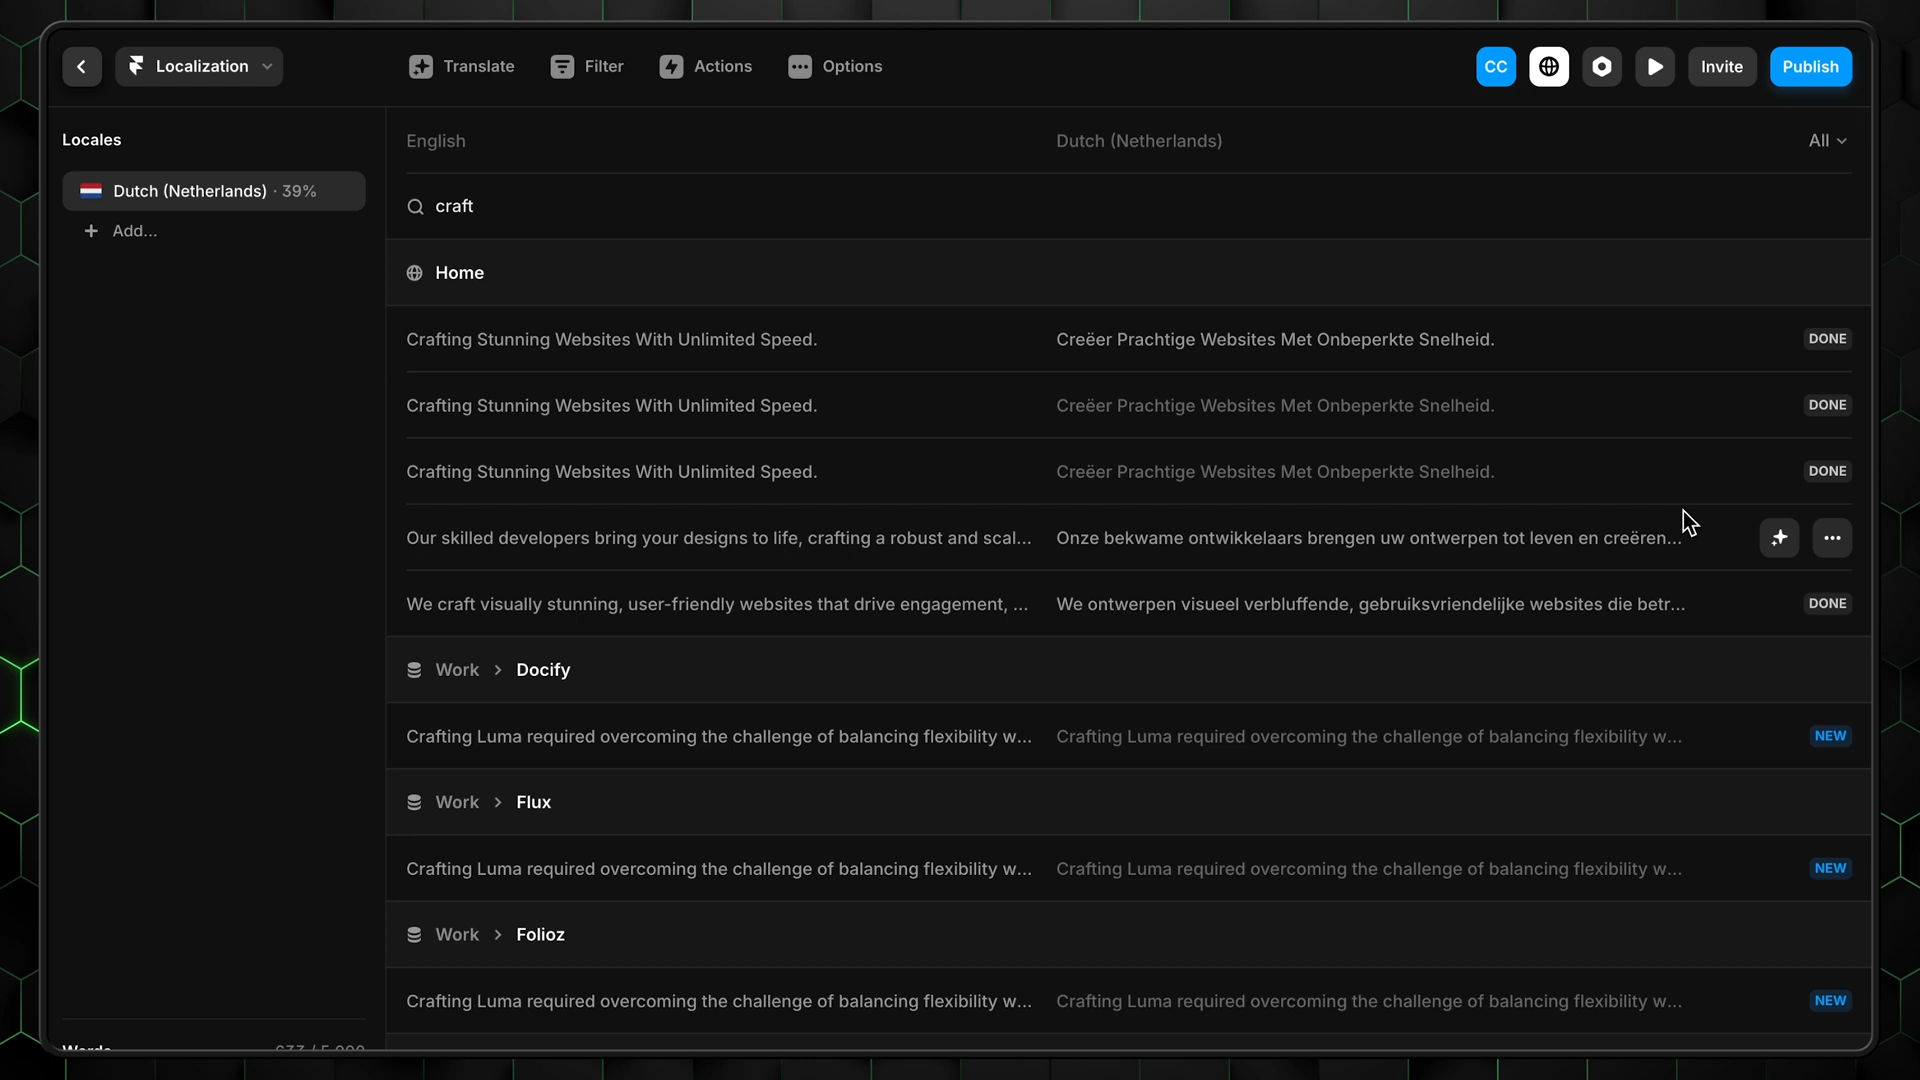 Localization
Translate
Filter
Actions
Options
CC
Invite
Publish
Locales
Dutch (Netherlands) · 39%
Add...
English
Dutch (Netherlands)
All
craft
Home
Crafting Stunning Websites With Unlimited Speed.
Creëer Prachtige Websites Met Onbeperkte Snelheid.
DONE
Crafting Stunning Websites With Unlimited Speed.
Creëer Prachtige Websites Met Onbeperkte Snelheid.
DONE
Crafting Stunning Websites With Unlimited Speed.
Creëer Prachtige Websites Met Onbeperkte Snelheid.
DONE
Our skilled developers bring your designs to life, crafting a robust and scal...
Onze bekwame ontwikkelaars brengen uw ontwerpen tot leven en creëren...
We craft visually stunning, user-friendly websites that drive engagement, ...
We ontwerpen visueel verbluffende, gebruiksvriendelijke websites die betr...
DONE
Work > Docify
Crafting Luma required overcoming the challenge of balancing flexibility w...
Crafting Luma required overcoming the challenge of balancing flexibility w...
NEW
Work > Flux
Crafting Luma required overcoming the challenge of balancing flexibility w...
Crafting Luma required overcoming the challenge of balancing flexibility w...
NEW
Work > Folioz
Crafting Luma required overcoming the challenge of balancing flexibility w...
Crafting Luma required overcoming the challenge of balancing flexibility w...
NEW
Words